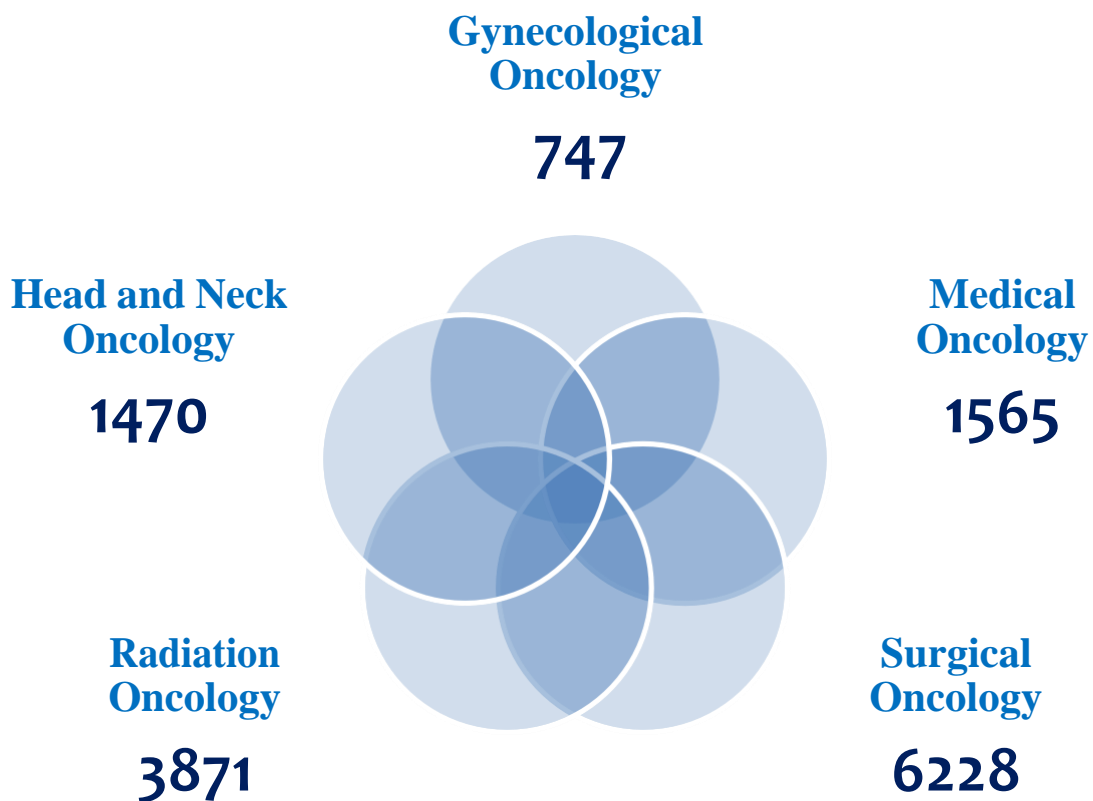 Gynecological
Oncology
747
Head and Neck
Oncology
1470
Medical
Oncology
1565
Radiation
Oncology
3871
Surgical
Oncology
6228